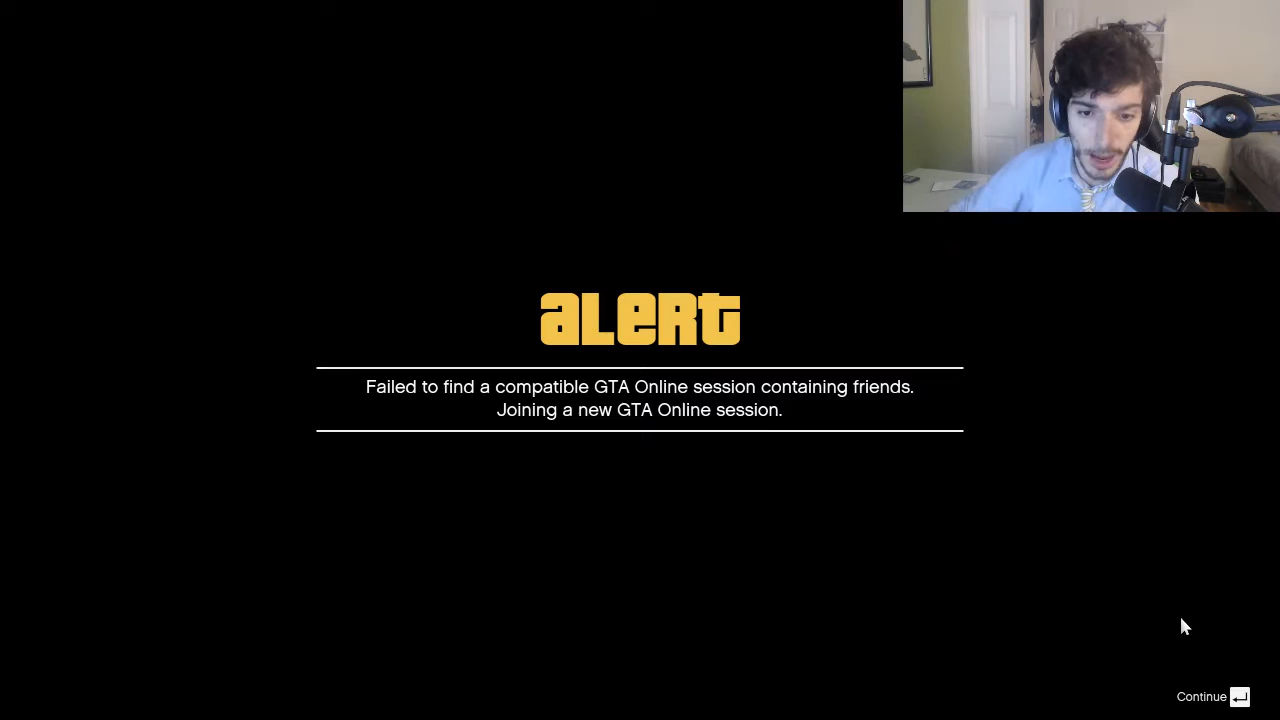 aLeRt
Failed to find a compatible GTA Online session containing friends.
Joining a new GTA Online session.
Continue